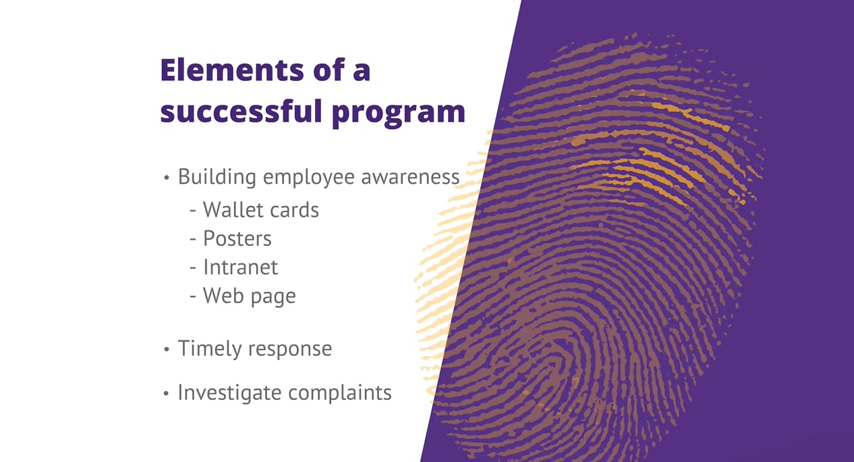 Elements of a
successful program
• Building employee awareness
- Wallet cards
- Posters
- Intranet
- Web page
• Timely response
• Investigate complaints